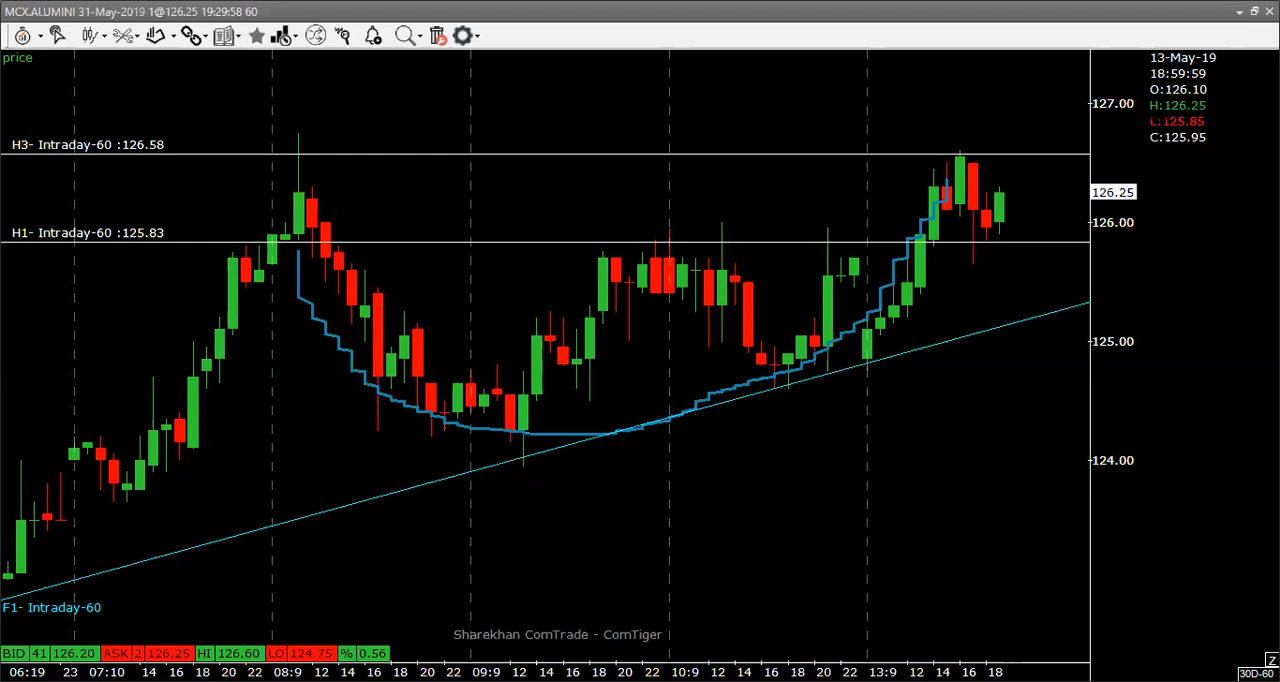 MCX.ALUMINI 31-May-2019 1@126.25 19:29:58 60
price
13-May-19
18:59:59
O:126.10
H:126.25
L:125.85
C:125.95
127.00
H3- Intraday-60 :126.58
126.25
126.00
H1- Intraday-60 :125.83
125.00
124.00
F1- Intraday-60
Sharekhan ComTrade - ComTiger
BID 41 126.20 ASK 2 126.25 HI 126.60 LO 124.75 % 0.56
Z
06:19 23 07:10 14 16 18 20 22 08:9 12 14 16 18 20 22 09:9 12 14 16 18 20 22 10:9 12 14 16 18 20 22 13:9 12 14 16 18
30D-60